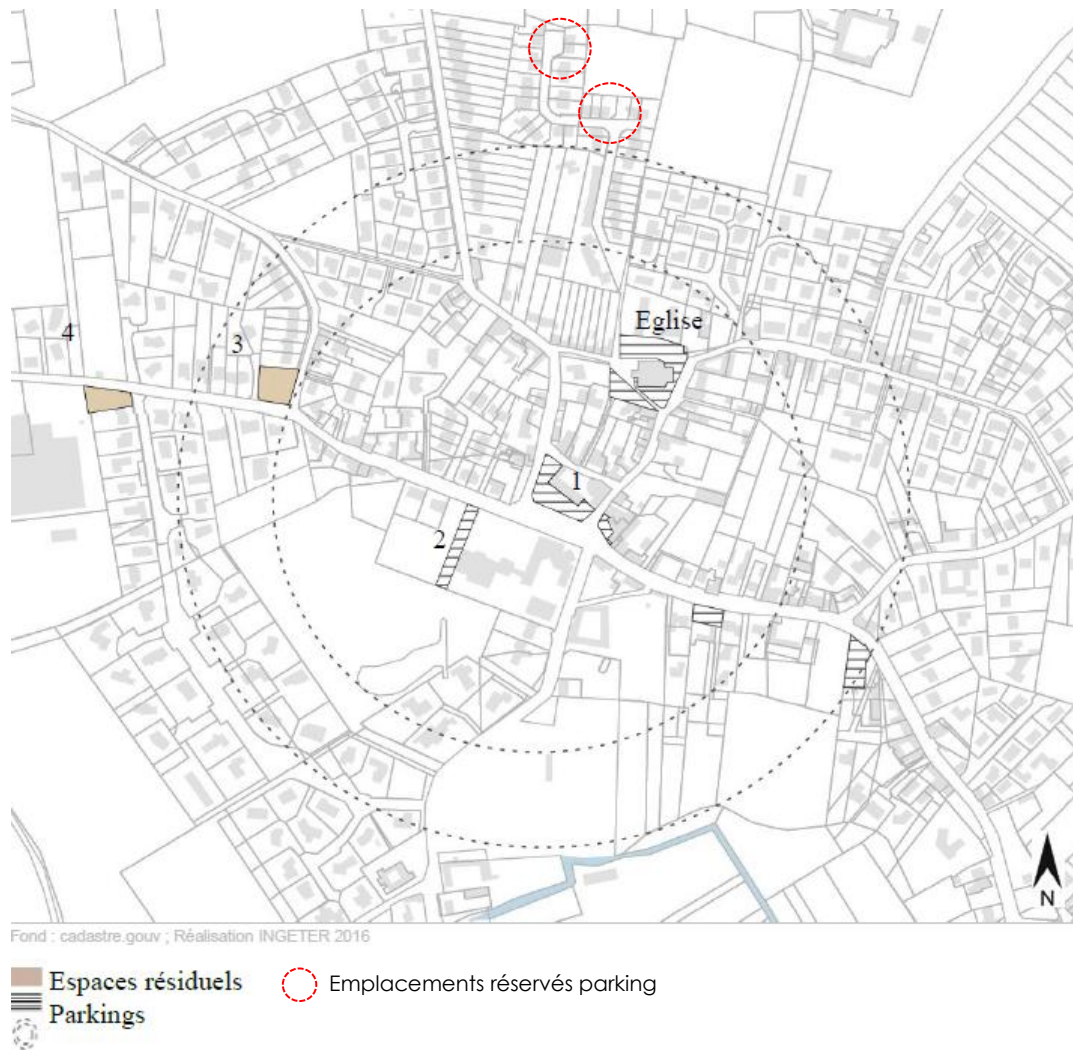 Eglise
4
3
1
2
N
Fond : cadastre.gouv ; Réalisation INGETER 2016
Espaces résiduels
Emplacements réservés parking
Parkings